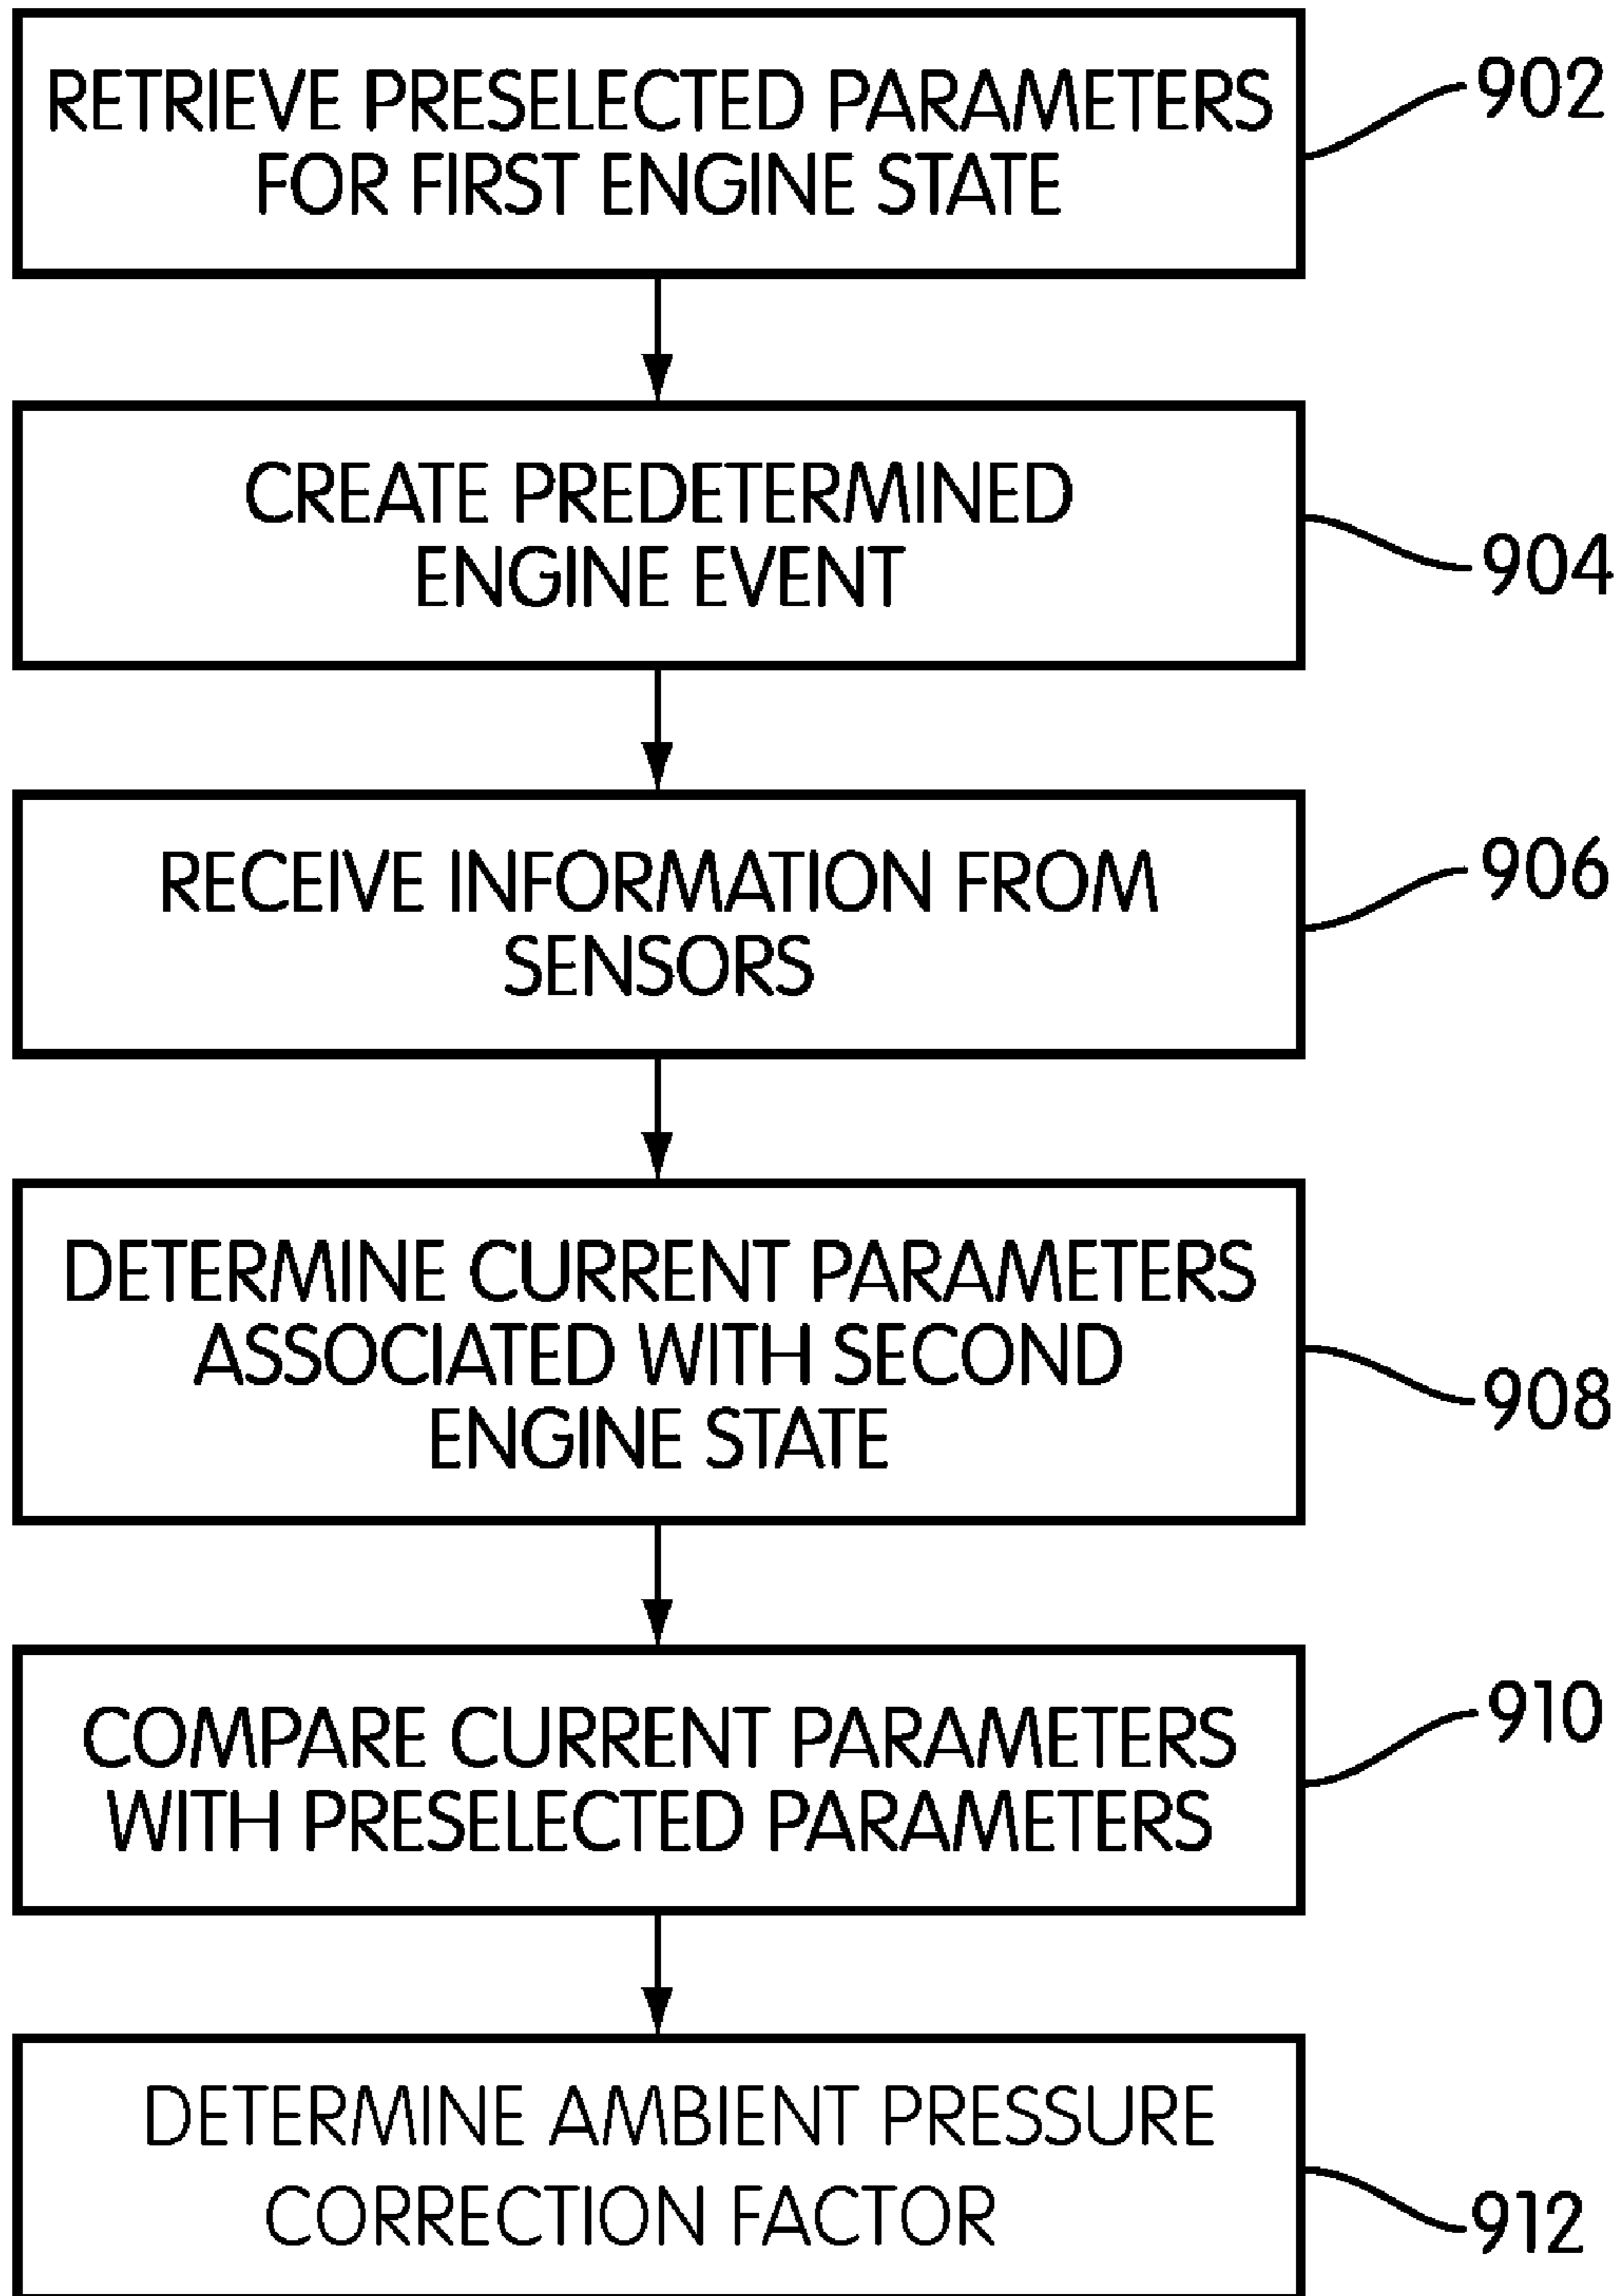 RETRIEVE PRESELECTED PARAMETERS
FOR FIRST ENGINE STATE
902
CREATE PREDETERMINED
ENGINE EVENT
904
RECEIVE INFORMATION FROM
SENSORS
906
DETERMINE CURRENT PARAMETERS
ASSOCIATED WITH SECOND
ENGINE STATE
908
COMPARE CURRENT PARAMETERS
WITH PRESELECTED PARAMETERS
910
DETERMINE AMBIENT PRESSURE
CORRECTION FACTOR
912